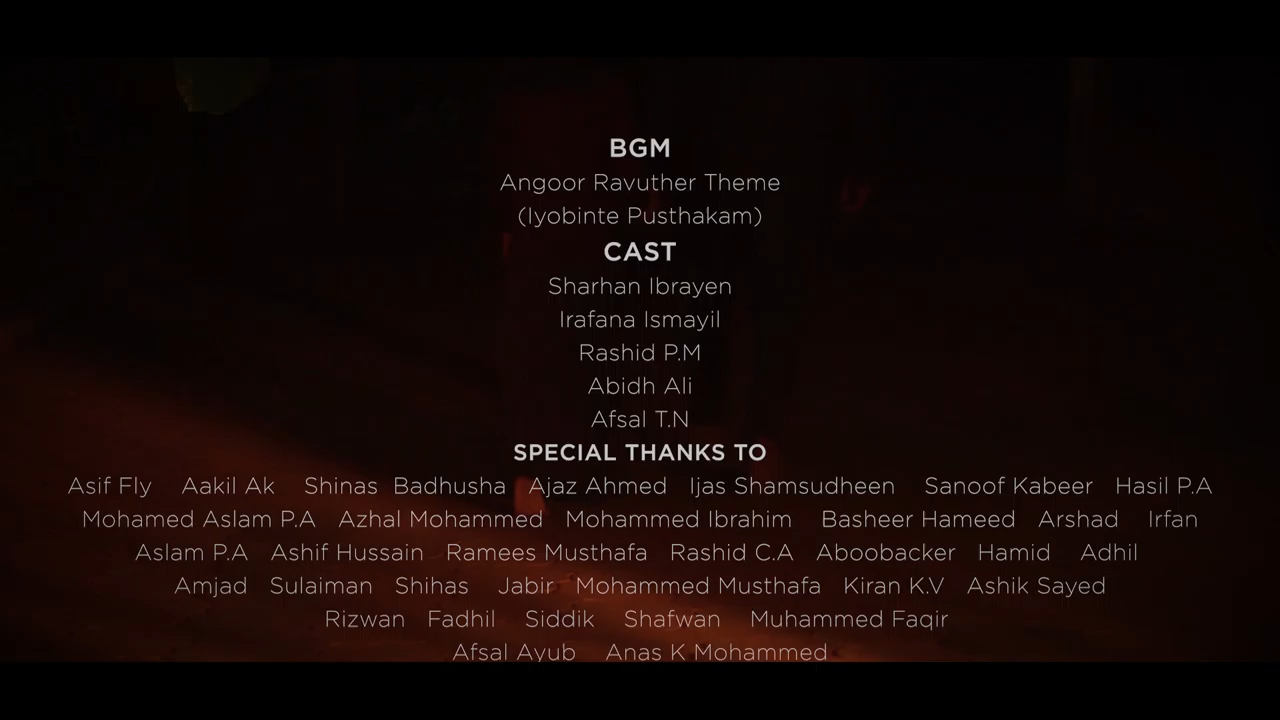 BGM
Angoor Ravuther Theme
(Iyobinte Pusthakam)
CAST
Sharhan Ibrayen
Irafana Ismayil
Rashid P.M
Abidh Ali
Afsal T.N
SPECIAL THANKS TO
Asif Fly Aakil Ak Shinas Badhusha Ajaz Ahmed Ijas Shamsudheen Sanoof Kabeer Hasil P.A
Mohamed Aslam P.A Azhal Mohammed Mohammed Ibrahim Basheer Hameed Arshad Irfan
Aslam P.A Ashif Hussain Ramees Musthafa Rashid C.A Aboobacker Hamid Adhil
Amjad Sulaiman Shihas Jabir Mohammed Musthafa Kiran K.V Ashik Sayed
Rizwan Fadhil Siddik Shafwan Muhammed Faqir
Afsal Ayub Anas K Mohammed